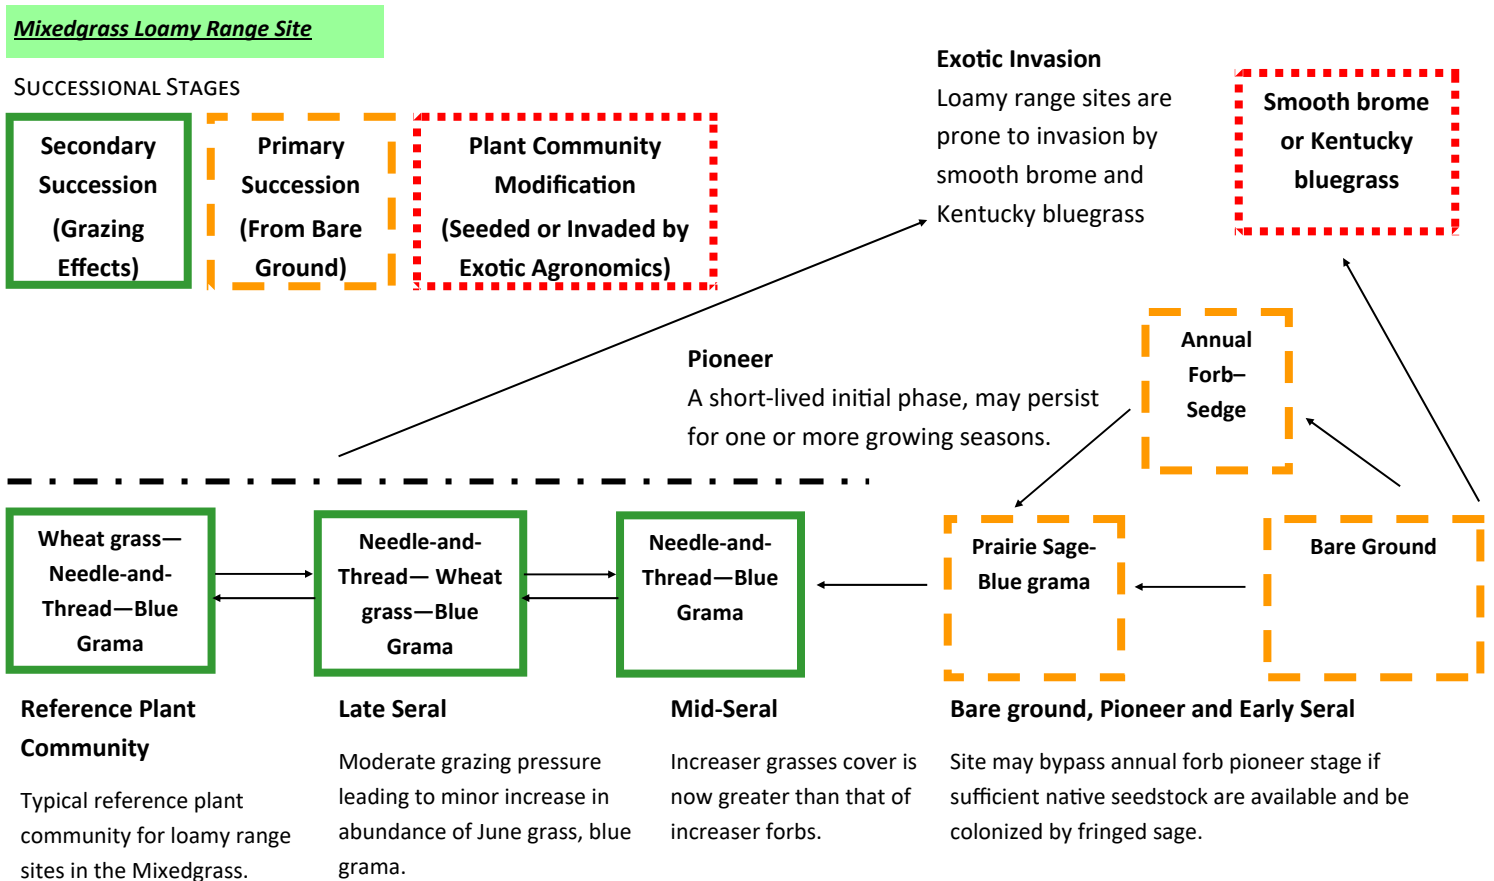 Mixedgrass Loamy Range Site
SUCCESSIONAL STAGES
Secondary
Succession
(Grazing
Effects)
Primary
Succession
(From Bare
Ground)
Plant Community
Modification
(Seeded or Invaded by
Exotic Agronomics)
Exotic Invasion
Loamy range sites are
prone to invasion by
smooth brome and
Kentucky bluegrass
Smooth brome
or Kentucky
bluegrass
Pioneer
A short-lived initial phase, may persist
for one or more growing seasons.
Annual
Forb–
Sedge
Wheat grass—
Needle-and-
Thread—Blue
Grama
Needle-and-
Thread— Wheat
grass—Blue
Grama
Needle-and-
Thread—Blue
Grama
Prairie Sage-
Blue grama
Bare Ground
Reference Plant
Community
Typical reference plant
community for loamy range
sites in the Mixedgrass.
Late Seral
Moderate grazing pressure
leading to minor increase in
abundance of June grass, blue
grama.
Mid-Seral
Increaser grasses cover is
now greater than that of
increaser forbs.
Bare ground, Pioneer and Early Seral
Site may bypass annual forb pioneer stage if
sufficient native seedstock are available and be
colonized by fringed sage.